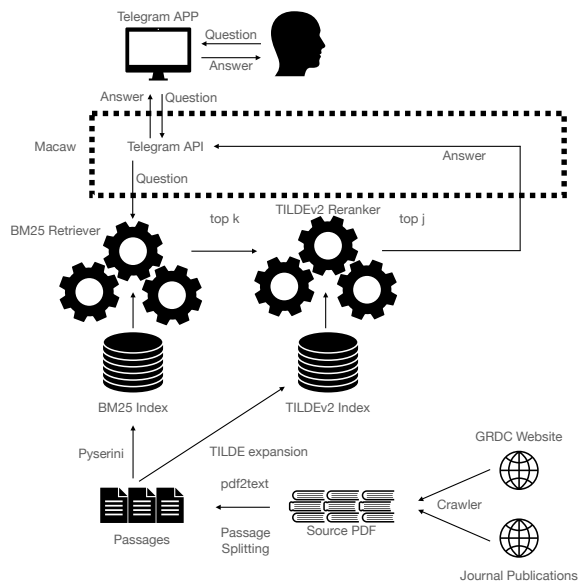 Telegram APP
Question
Answer
Answer
Question
Macaw
Telegram API
Answer
Question
top k
TILDEv2 Reranker
top j
BM25 Retriever
BM25 Index
TILDEv2 Index
GRDC Website
Pyserini
TILDE expansion
pdf2text
Crawler
Passages
Passage
Splitting
Source PDF
Journal Publications